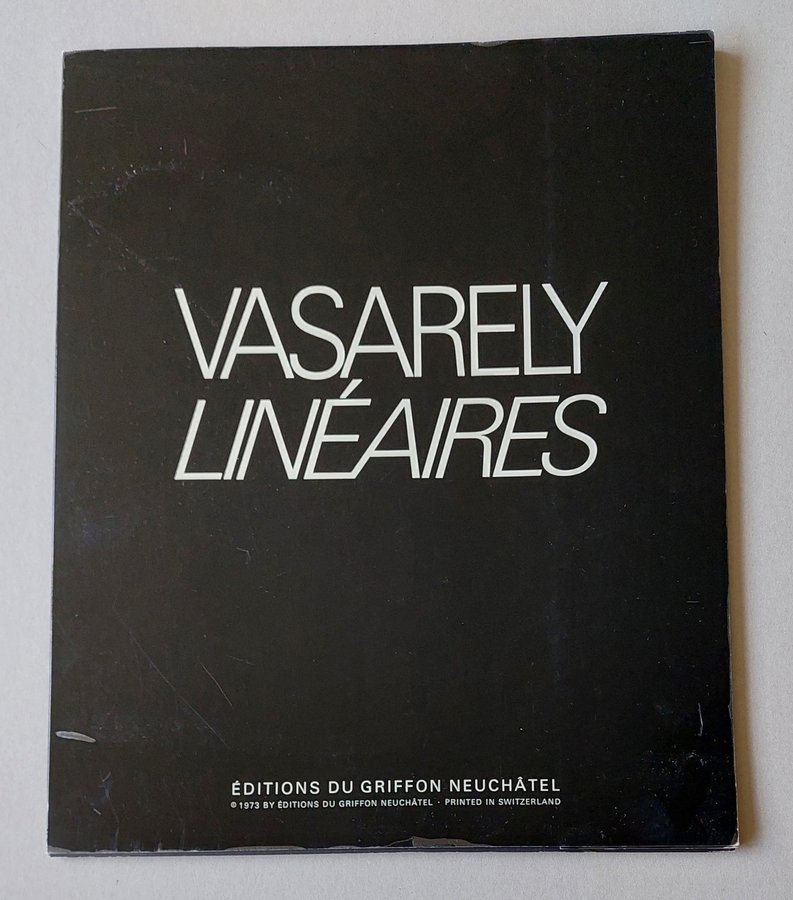 VASARELY
LINÉAIRES
ÉDITIONS DU GRIFFON NEUCHÂTEL
© 1973 BY ÉDITIONS DU GRIFFON NEUCHÂTEL · PRINTED IN SWITZERLAND